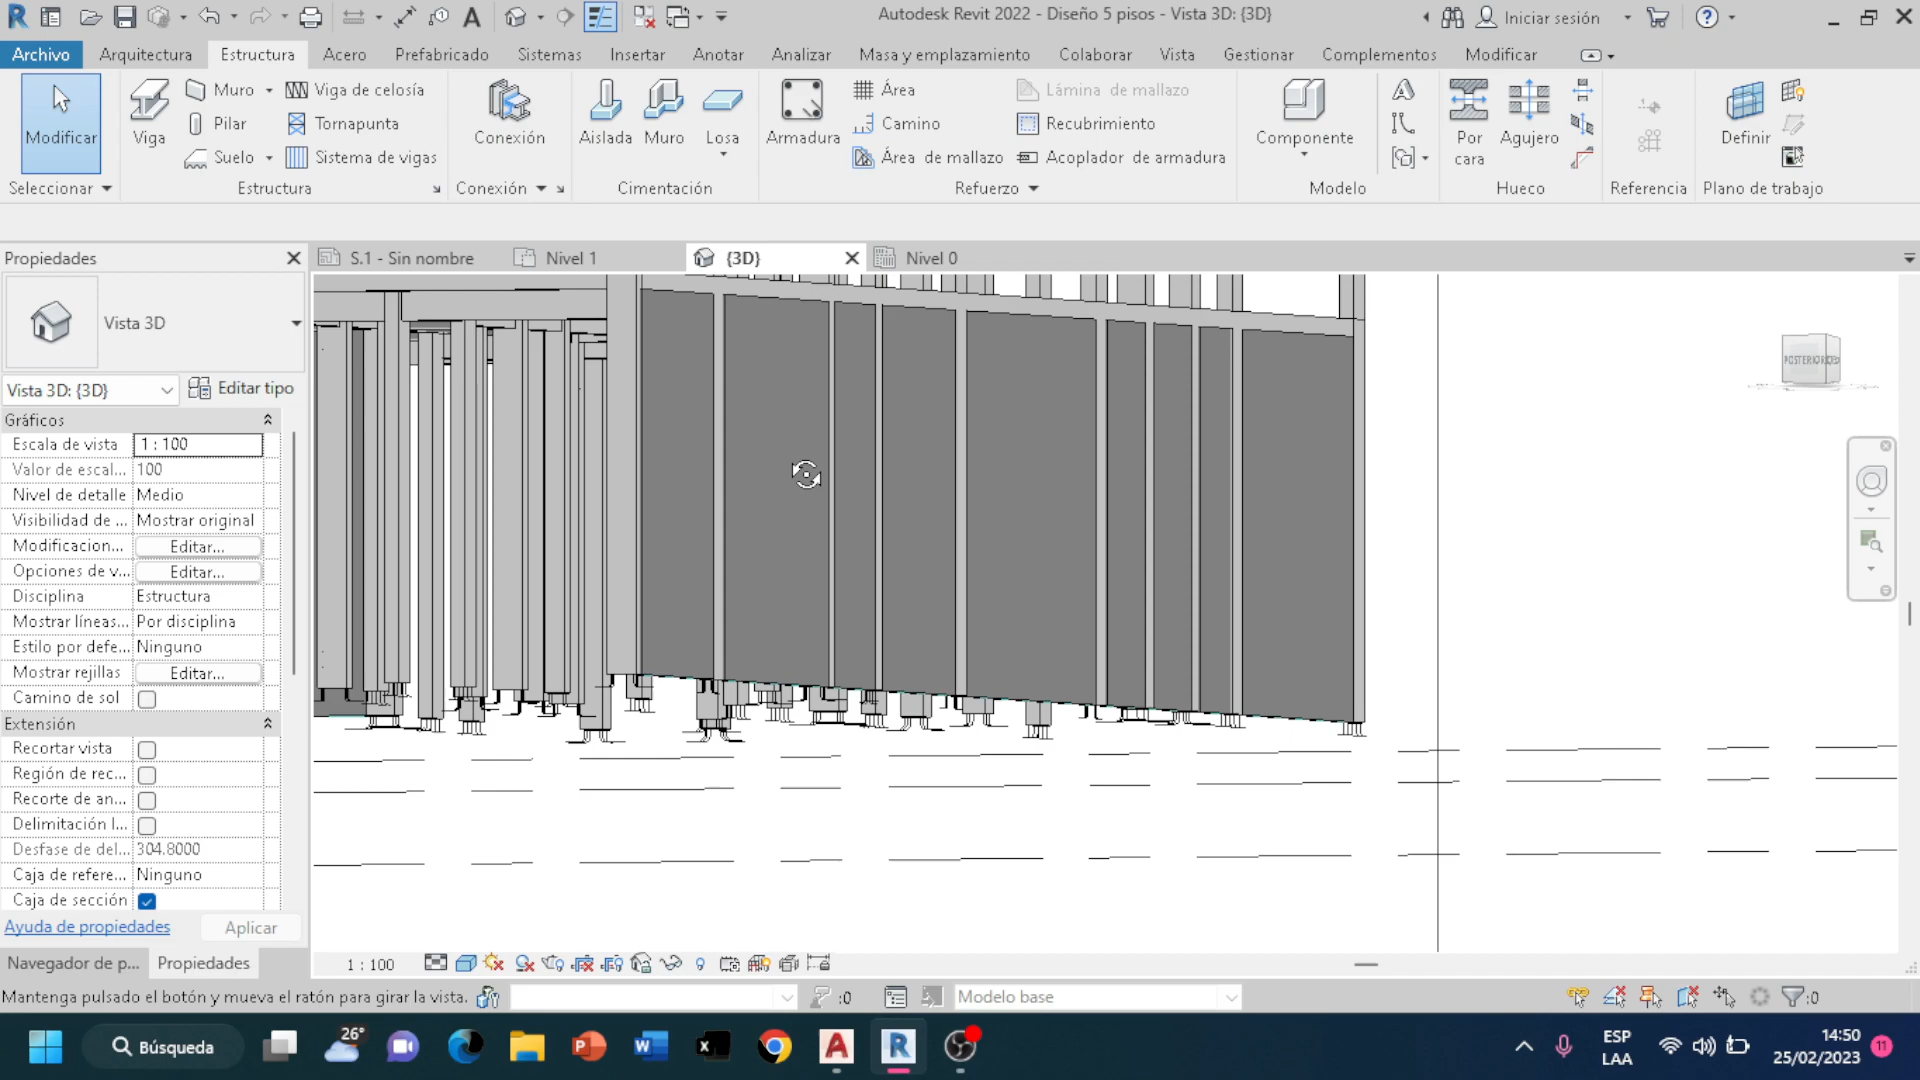 Autodesk Revit 2022 - Diseño 5 pisos - Vista 3D: {3D}
Iniciar sesión
Archivo Arquitectura Estructura Acero Prefabricado Sistemas Insertar Anotar Analizar Masa y emplazamiento Colaborar Vista Gestionar Complementos Modificar
Modificar
Viga
Muro
Pilar
Suelo
Viga de celosía
Tornapunta
Sistema de vigas
Conexión
Aislada
Muro
Losa
Armadura
Área
Camino
Área de mallazo
Lámina de mallazo
Recubrimiento
Acoplador de armadura
Componente
Por cara
Agujero
Definir
Seleccionar Estructura Conexión Cimentación Refuerzo Modelo Hueco Referencia Plano de trabajo
Propiedades
S.1 - Sin nombre
Nivel 1
{3D}
Nivel 0
Vista 3D
Vista 3D: {3D}
Editar tipo
Gráficos
Escala de vista 1 : 100
Valor de escal... 100
Nivel de detalle Medio
Visibilidad de ... Mostrar original
Modificacion... Editar...
Opciones de v... Editar...
Disciplina Estructura
Mostrar líneas... Por disciplina
Estilo por defe... Ninguno
Mostrar rejillas Editar...
Camino de sol
Extensión
Recortar vista
Región de rec...
Recorte de an...
Delimitación l...
Desfase de del... 304.8000
Caja de refere... Ninguno
Caja de sección
Ayuda de propiedades
Aplicar
Navegador de p... Propiedades
1 : 100
Mantenga pulsado el botón y mueva el ratón para girar la vista.
:0
Modelo base
:0
Búsqueda
26°
ESP
LAA
14:50
25/02/2023
11